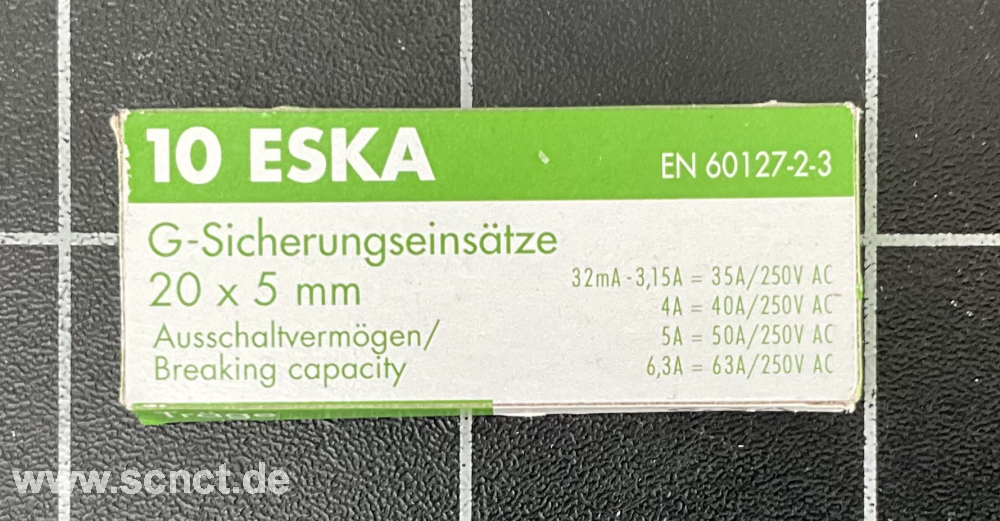 10 ESKA
EN 60127-2-3
G-Sicherungseinsätze
20 x 5 mm
Ausschaltvermögen/
Breaking capacity
32mA - 3,15A = 35A/250V AC
4A = 40A/250V AC
5A = 50A/250V AC
6,3A = 63A/250V AC
www.scnct.de